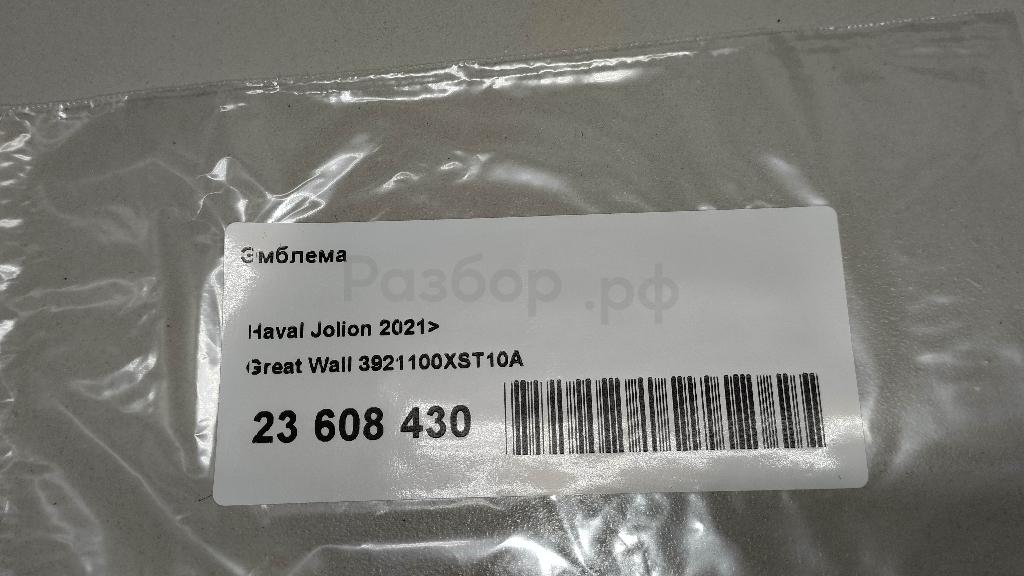 Эмблема
Разбор.рф
Haval Jolion 2021>
Great Wall 3921100XST10A
23 608 430